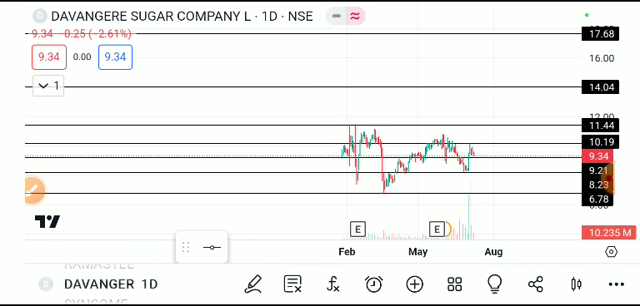 D DAVANGERE SUGAR COMPANY L · 1D · NSE
9.34 -0.25 (-2.61%)
9.34 0.00 9.34
1
17.68
16.00
14.04
12.00
11.44
10.19
9.34
9.21
8.23
6.78
10.235 M
E E
Feb May Aug
RAMASTEL
D DAVANGER 1D
SYNCOME